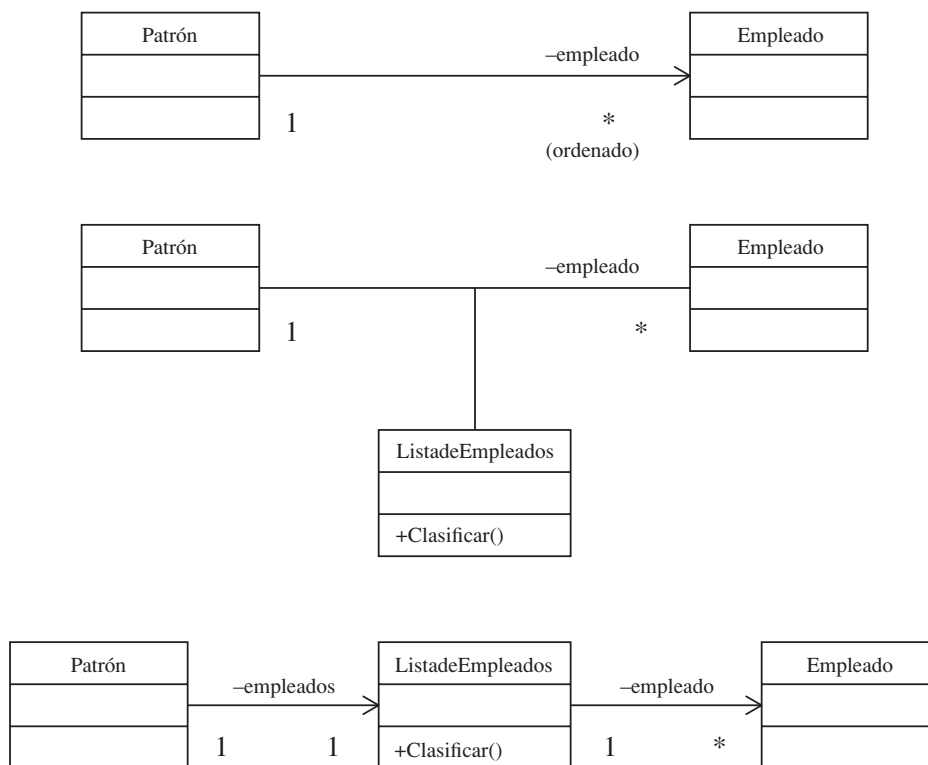 Patrón
Empleado
–empleado
1
*
(ordenado)
Patrón
Empleado
–empleado
1
*
ListadeEmpleados
+Clasificar()
Patrón
ListadeEmpleados
Empleado
–empleados
–empleado
1
1
+Clasificar()
1
*